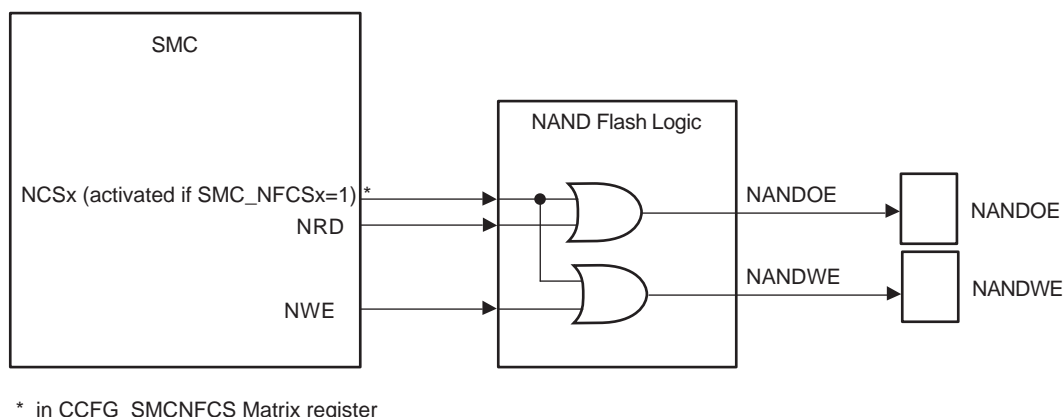 SMC
NAND Flash Logic
NCSx (activated if SMC_NFCSx=1) *
NRD
NWE
NANDOE
NANDOE
NANDWE
NANDWE
* in CCFG_SMCNFCS Matrix register